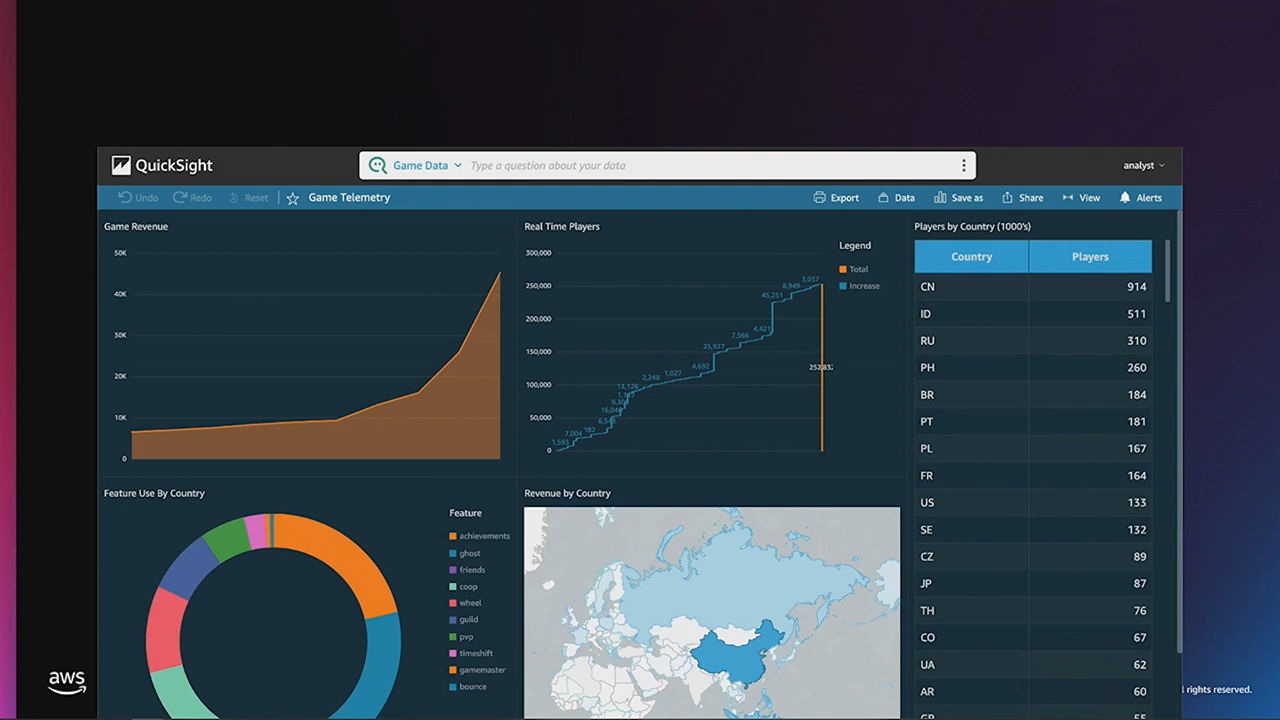 QuickSight
Game Data
Type a question about your data
analyst
Undo
Redo
Reset
Game Telemetry
Export
Data
Save as
Share
View
Alerts
Game Revenue
50K
40K
30K
20K
10K
0
Real Time Players
300,000
250,000
200,000
150,000
100,000
50,000
0
1,593
7,004
182
13,126
2,248
1,027
4,692
25,927
7,566
4,421
45,251
8,949
3,037
Legend
Total
Increase
Players by Country (1000's)
Country Players
CN 914
ID 511
RU 310
PH 260
BR 184
PT 181
PL 167
FR 164
US 133
SE 132
CZ 89
JP 87
TH 76
CO 67
UA 62
AR 60
Feature Use By Country
Feature
achievements
ghost
friends
coop
wheel
guild
pvp
timeshift
gamemaster
bounce
Revenue by Country
aws
rights reserved.